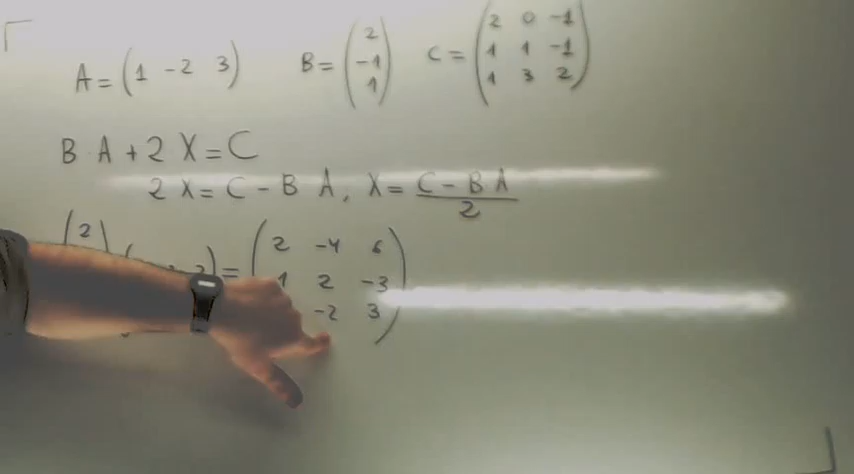 A = (1 -2 3) B = (2 -1 1) C = (2 0 -1 1 1 -1 1 3 2)
B A + 2 X = C
2 X = C - B A, X = C - B A / 2
(2) = (2 -4 6
2 -3
-2 3)